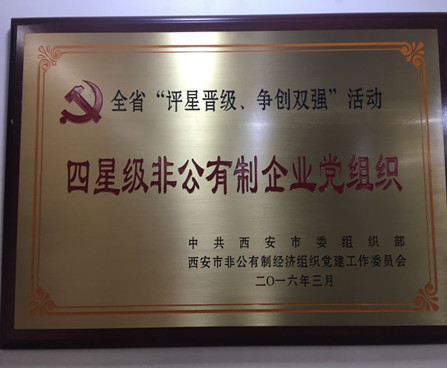 全省“评星晋级、争创双强”活动
四星级非公有制企业党组织
中共西安市委组织部
西安市非公有制经济组织党建工作委员会
二〇一六年三月